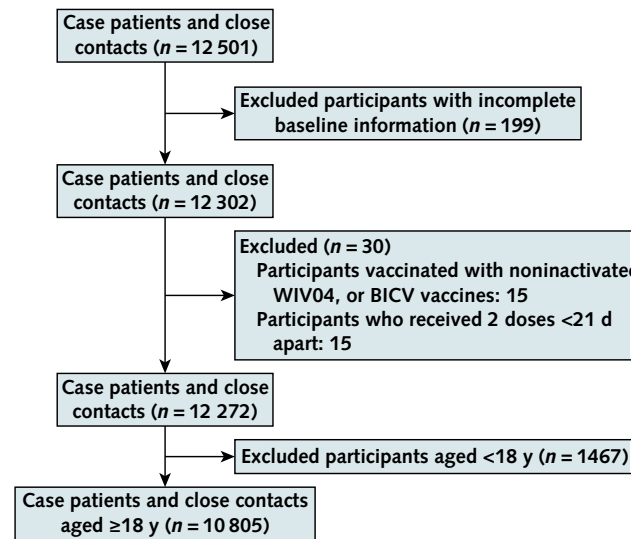 Case patients and close
contacts (n = 12 501)
Excluded participants with incomplete
baseline information (n = 199)
Case patients and close
contacts (n = 12 302)
Excluded (n = 30)
Participants vaccinated with noninactivated,
WIV04, or BICV vaccines: 15
Participants who received 2 doses <21 d
apart: 15
Case patients and close
contacts (n = 12 272)
Excluded participants aged <18 y (n = 1467)
Case patients and close contacts
aged ≥18 y (n = 10 805)